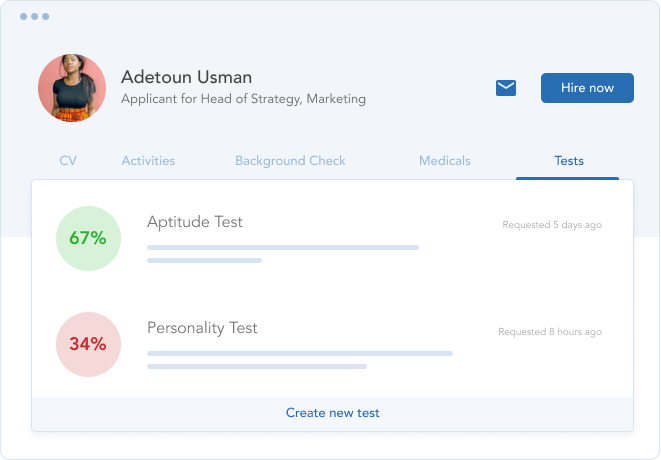 Adetoun Usman
Applicant for Head of Strategy, Marketing
Hire now
CV
Activities
Background Check
Medicals
Tests
67%
Aptitude Test
Requested 5 days ago
34%
Personality Test
Requested 8 hours ago
Create new test